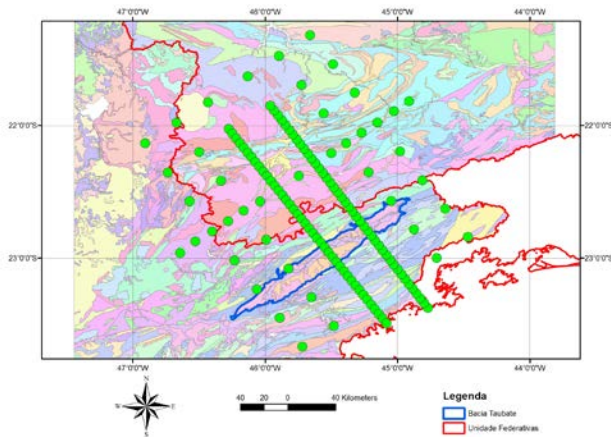 47°0'0"W 46°0'0"W 45°0'0"W 44°0'0"W
22°0'0"S 22°0'0"S
23°0'0"S 23°0'0"S
47°0'0"W 46°0'0"W 45°0'0"W 44°0'0"W
N
W E
S
40 20 0 40 Kilometers
Legenda
Bacia Taubate
Unidade Federativas